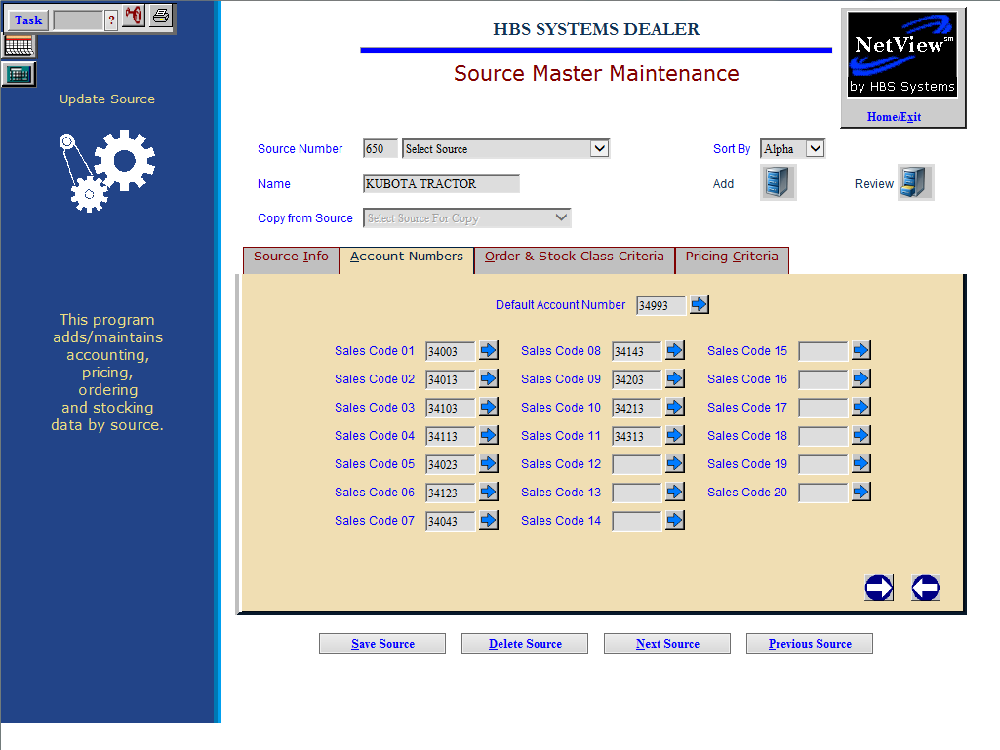 Task ?
HBS SYSTEMS DEALER
Source Master Maintenance
NetView℠
by HBS Systems
Home/Exit
Update Source
Source Number 650 Select Source Sort By Alpha
Name KUBOTA TRACTOR Add Review
Copy from Source Select Source For Copy
Source Info Account Numbers Order & Stock Class Criteria Pricing Criteria
Default Account Number 34993
Sales Code 01 34003 Sales Code 08 34143 Sales Code 15
Sales Code 02 34013 Sales Code 09 34203 Sales Code 16
Sales Code 03 34103 Sales Code 10 34213 Sales Code 17
Sales Code 04 34113 Sales Code 11 34313 Sales Code 18
Sales Code 05 34023 Sales Code 12 Sales Code 19
Sales Code 06 34123 Sales Code 13 Sales Code 20
Sales Code 07 34043 Sales Code 14
This program
adds/maintains
accounting,
pricing,
ordering
and stocking
data by source.
Save Source Delete Source Next Source Previous Source